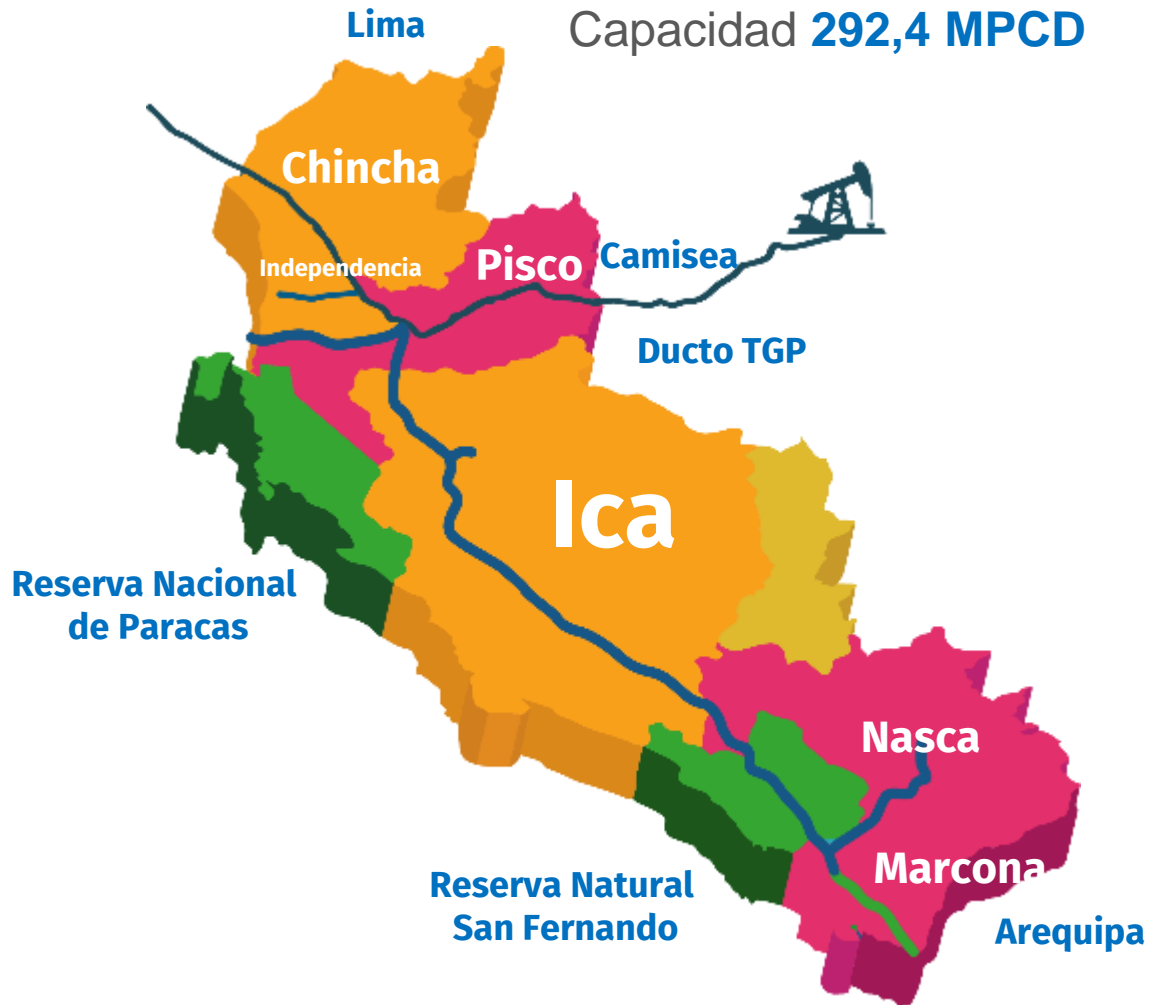 Lima
Capacidad 292,4 MPCD
Chincha
Independencia
Pisco
Camisea
Ducto TGP
Ica
Reserva Nacional
de Paracas
Nasca
Marcona
Reserva Natural
San Fernando
Arequipa